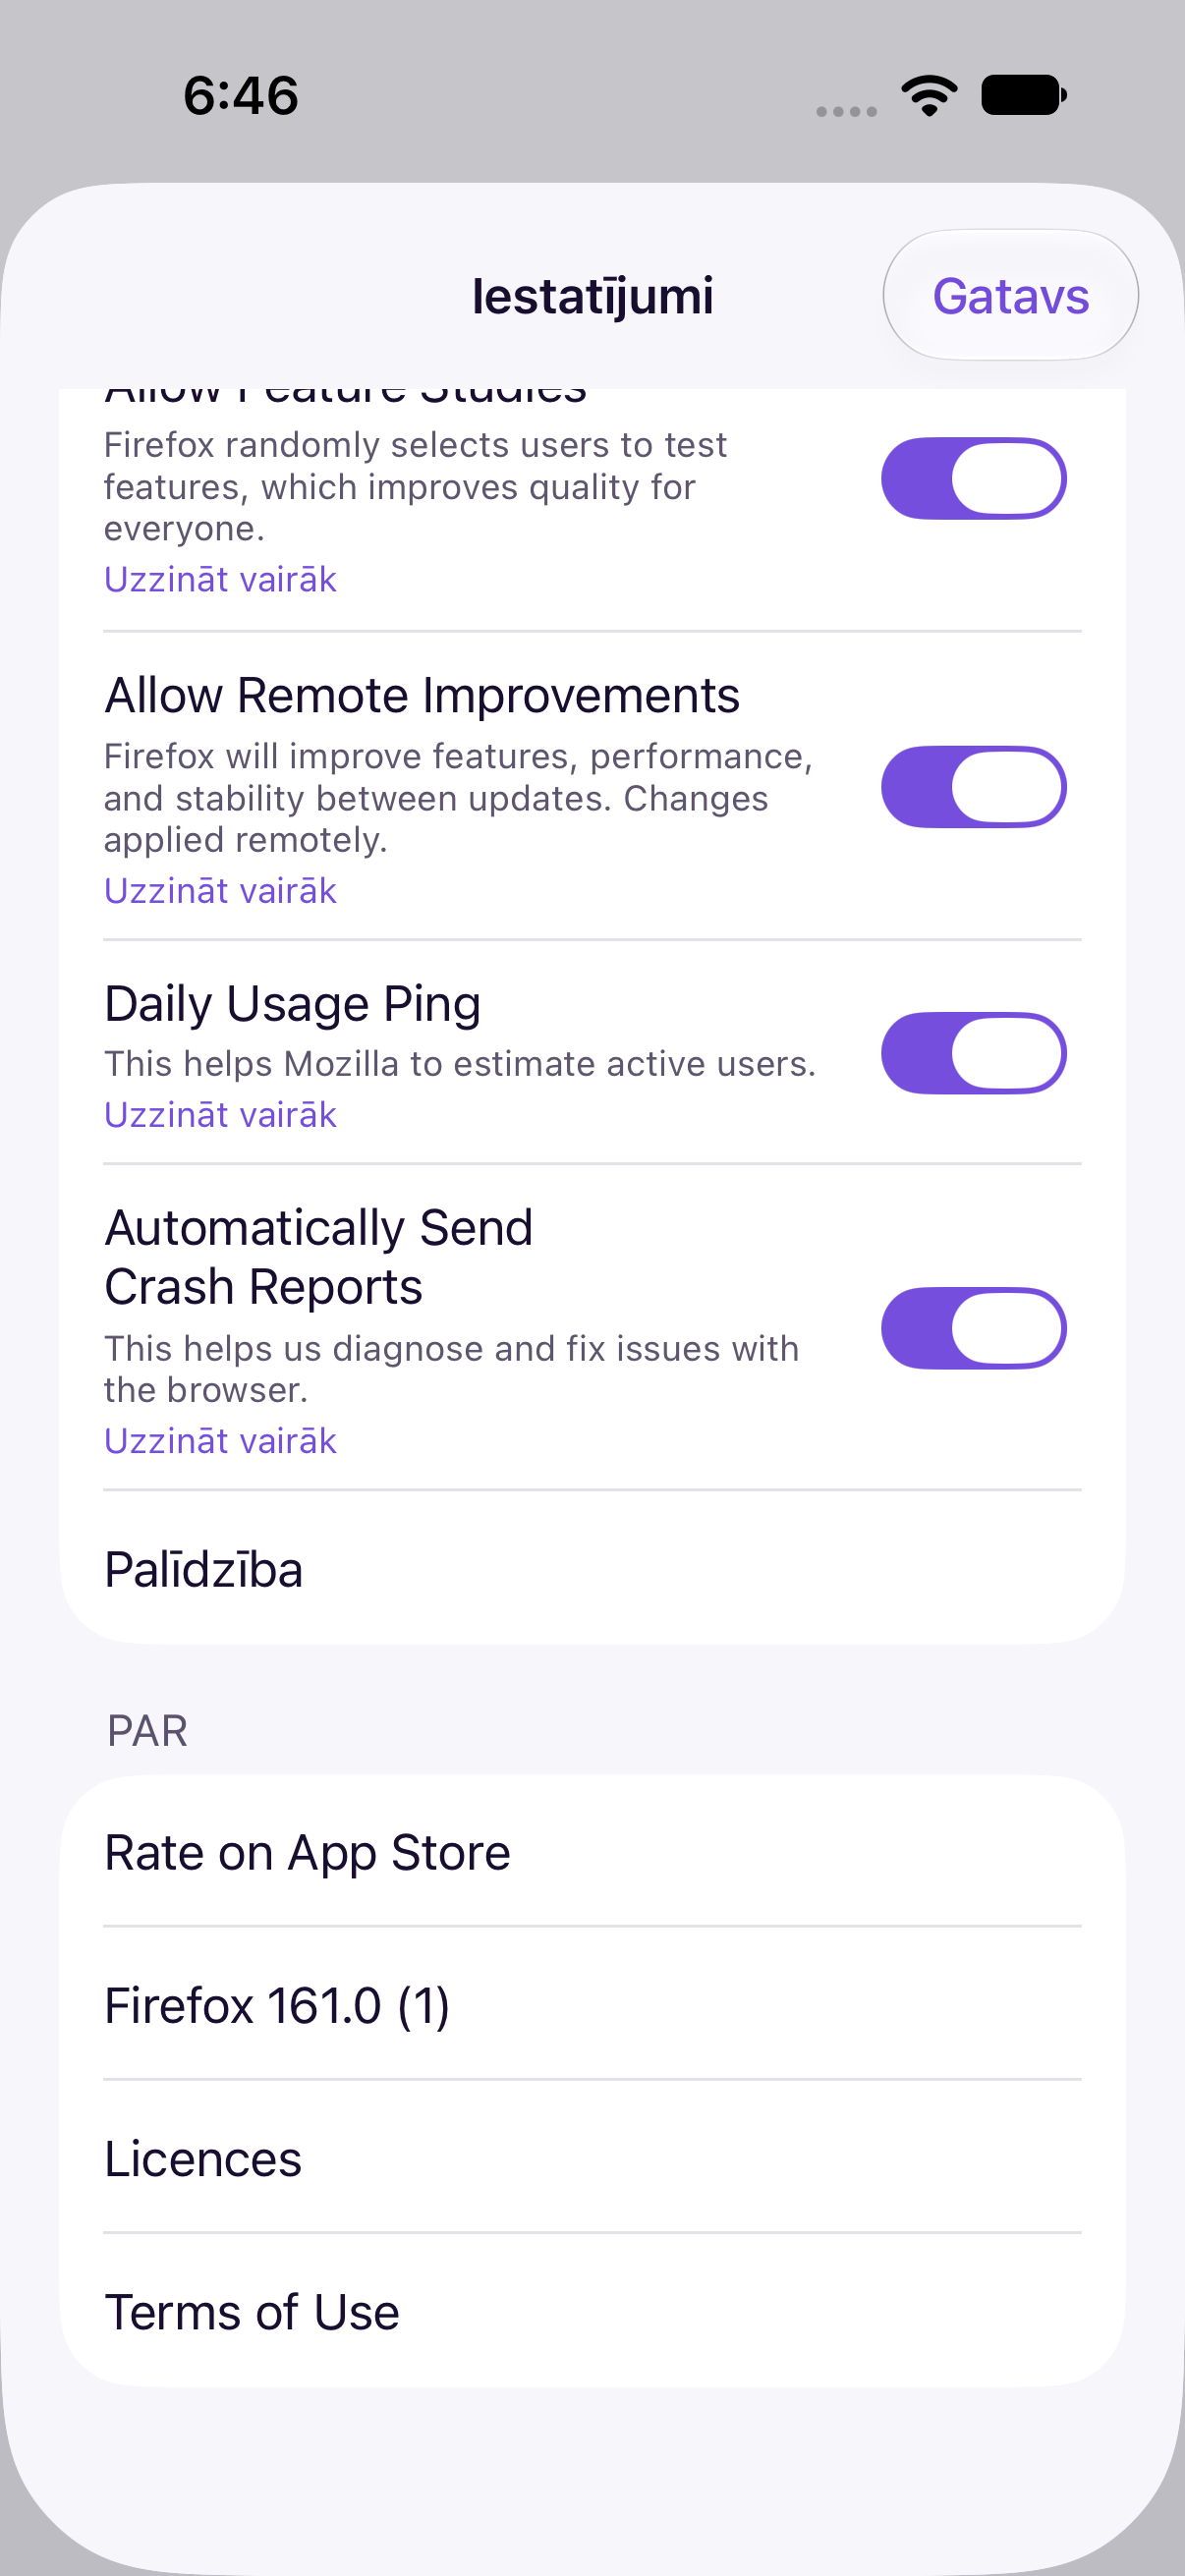 6:46
Iestatījumi
Gatavs
Allow Feature Studies
Firefox randomly selects users to test
features, which improves quality for
everyone.
Uzzināt vairāk
Allow Remote Improvements
Firefox will improve features, performance,
and stability between updates. Changes
applied remotely.
Uzzināt vairāk
Daily Usage Ping
This helps Mozilla to estimate active users.
Uzzināt vairāk
Automatically Send
Crash Reports
This helps us diagnose and fix issues with
the browser.
Uzzināt vairāk
Palīdzība
PAR
Rate on App Store
Firefox 161.0 (1)
Licences
Terms of Use